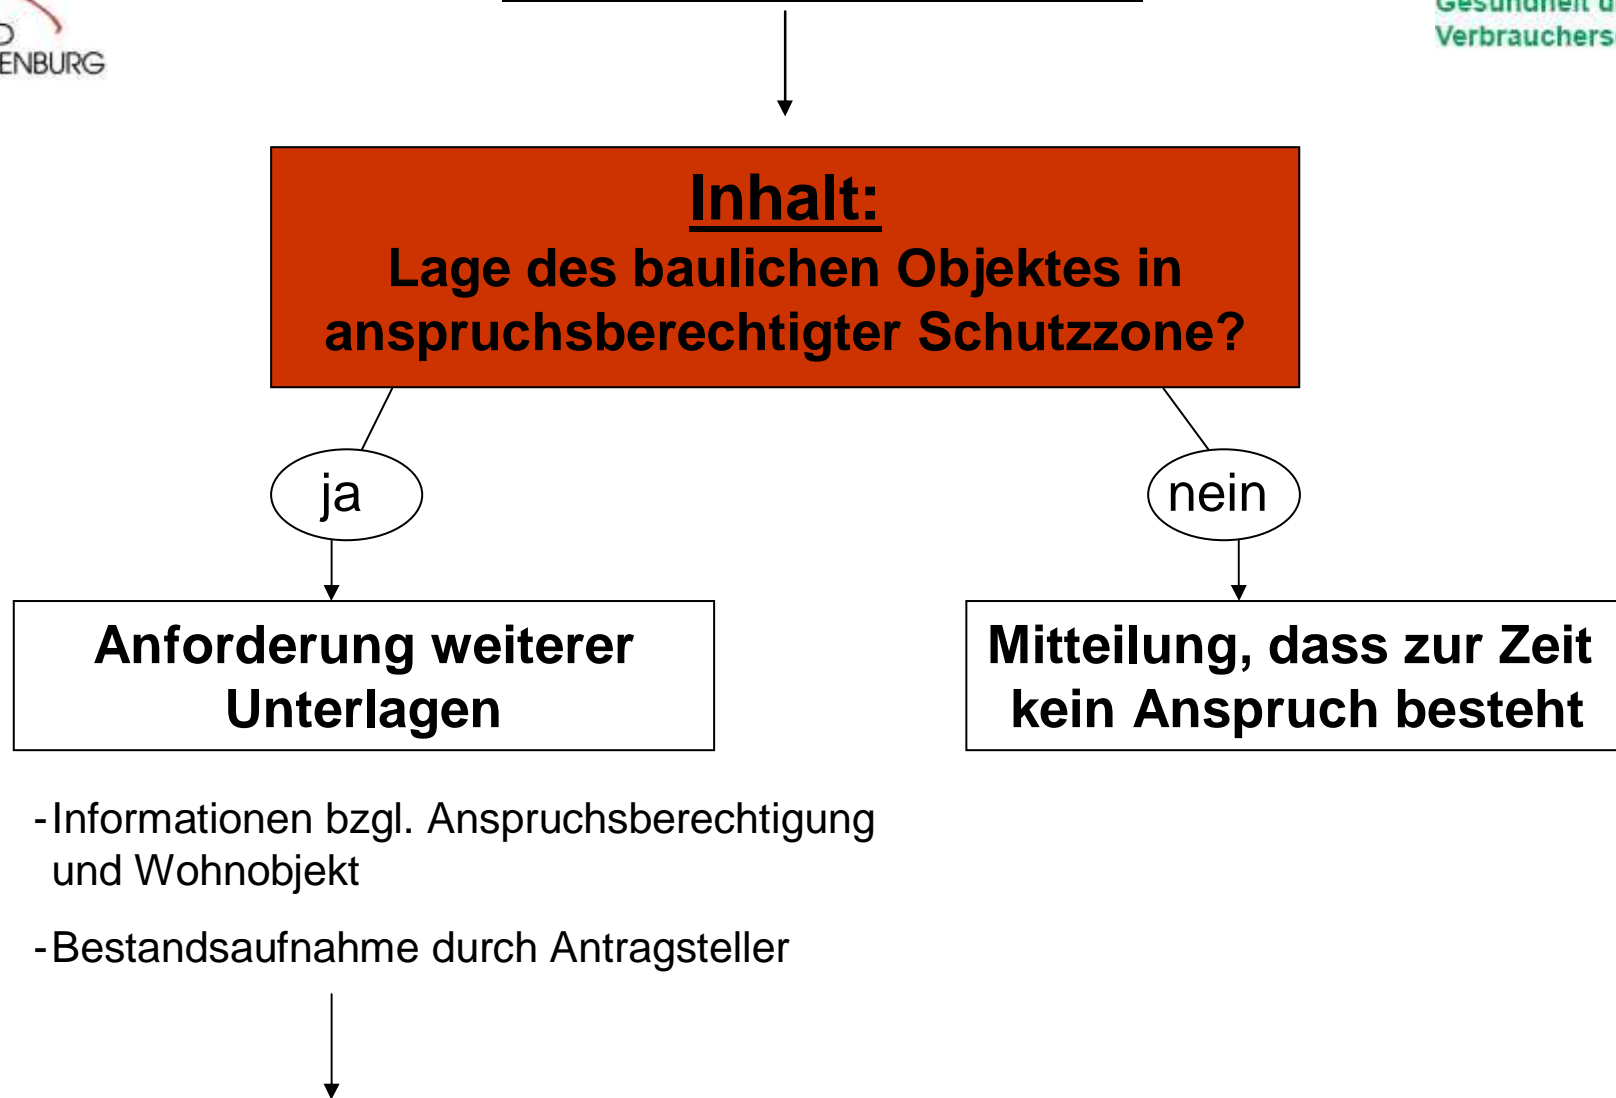 Verbrauchers
ENBURG
Inhalt:
Lage des baulichen Objektes in
anspruchsberechtigter Schutzzone?
ja
nein
Anforderung weiterer
Unterlagen
Mitteilung, dass zur Zeit
kein Anspruch besteht
-Informationen bzgl. Anspruchsberechtigung
und Wohnobjekt
-Bestandsaufnahme durch Antragsteller